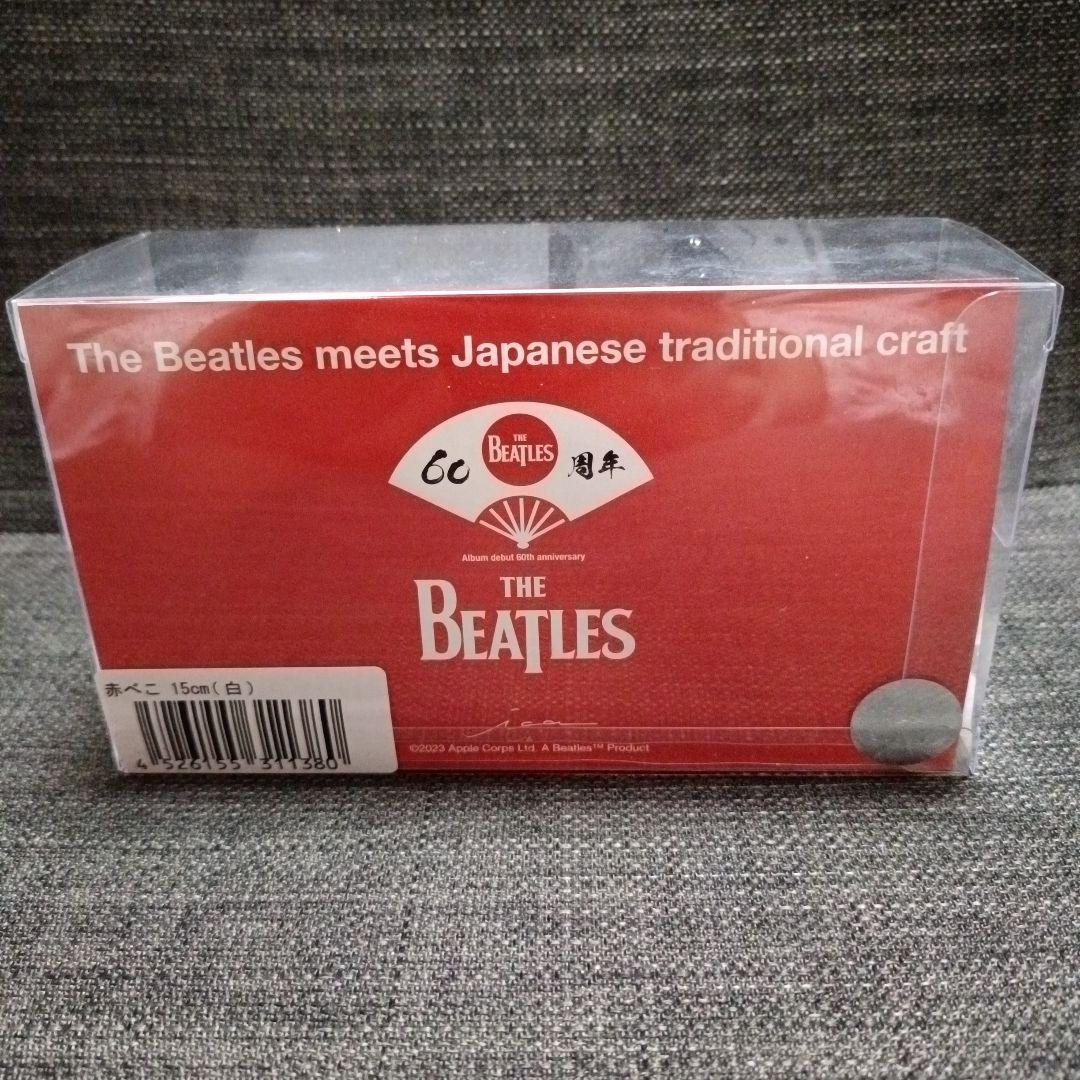 The Beatles meets Japanese traditional craft
60 THE BEATLES 周年
Album debut 60th anniversary
THE
BEATLES
赤べこ 15cm(白)
4 526155 311380
icon
©2023 Apple Corps Ltd. A Beatles™ Product